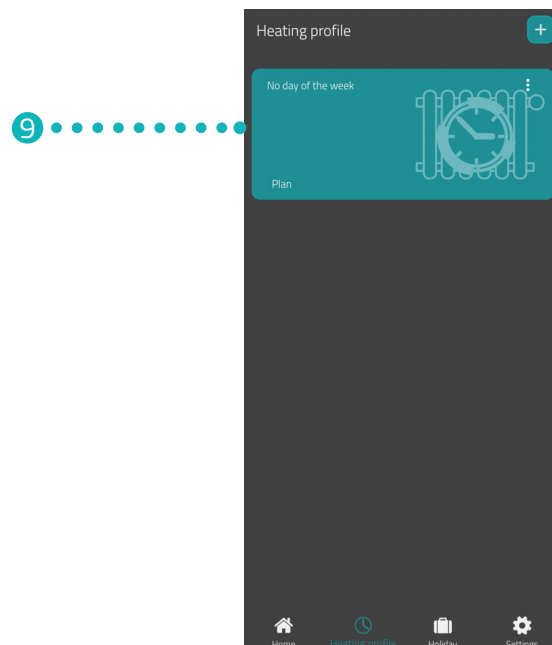 Heating profile
+
No day of the week
9
Plan
Home Heating profile Holiday Settings